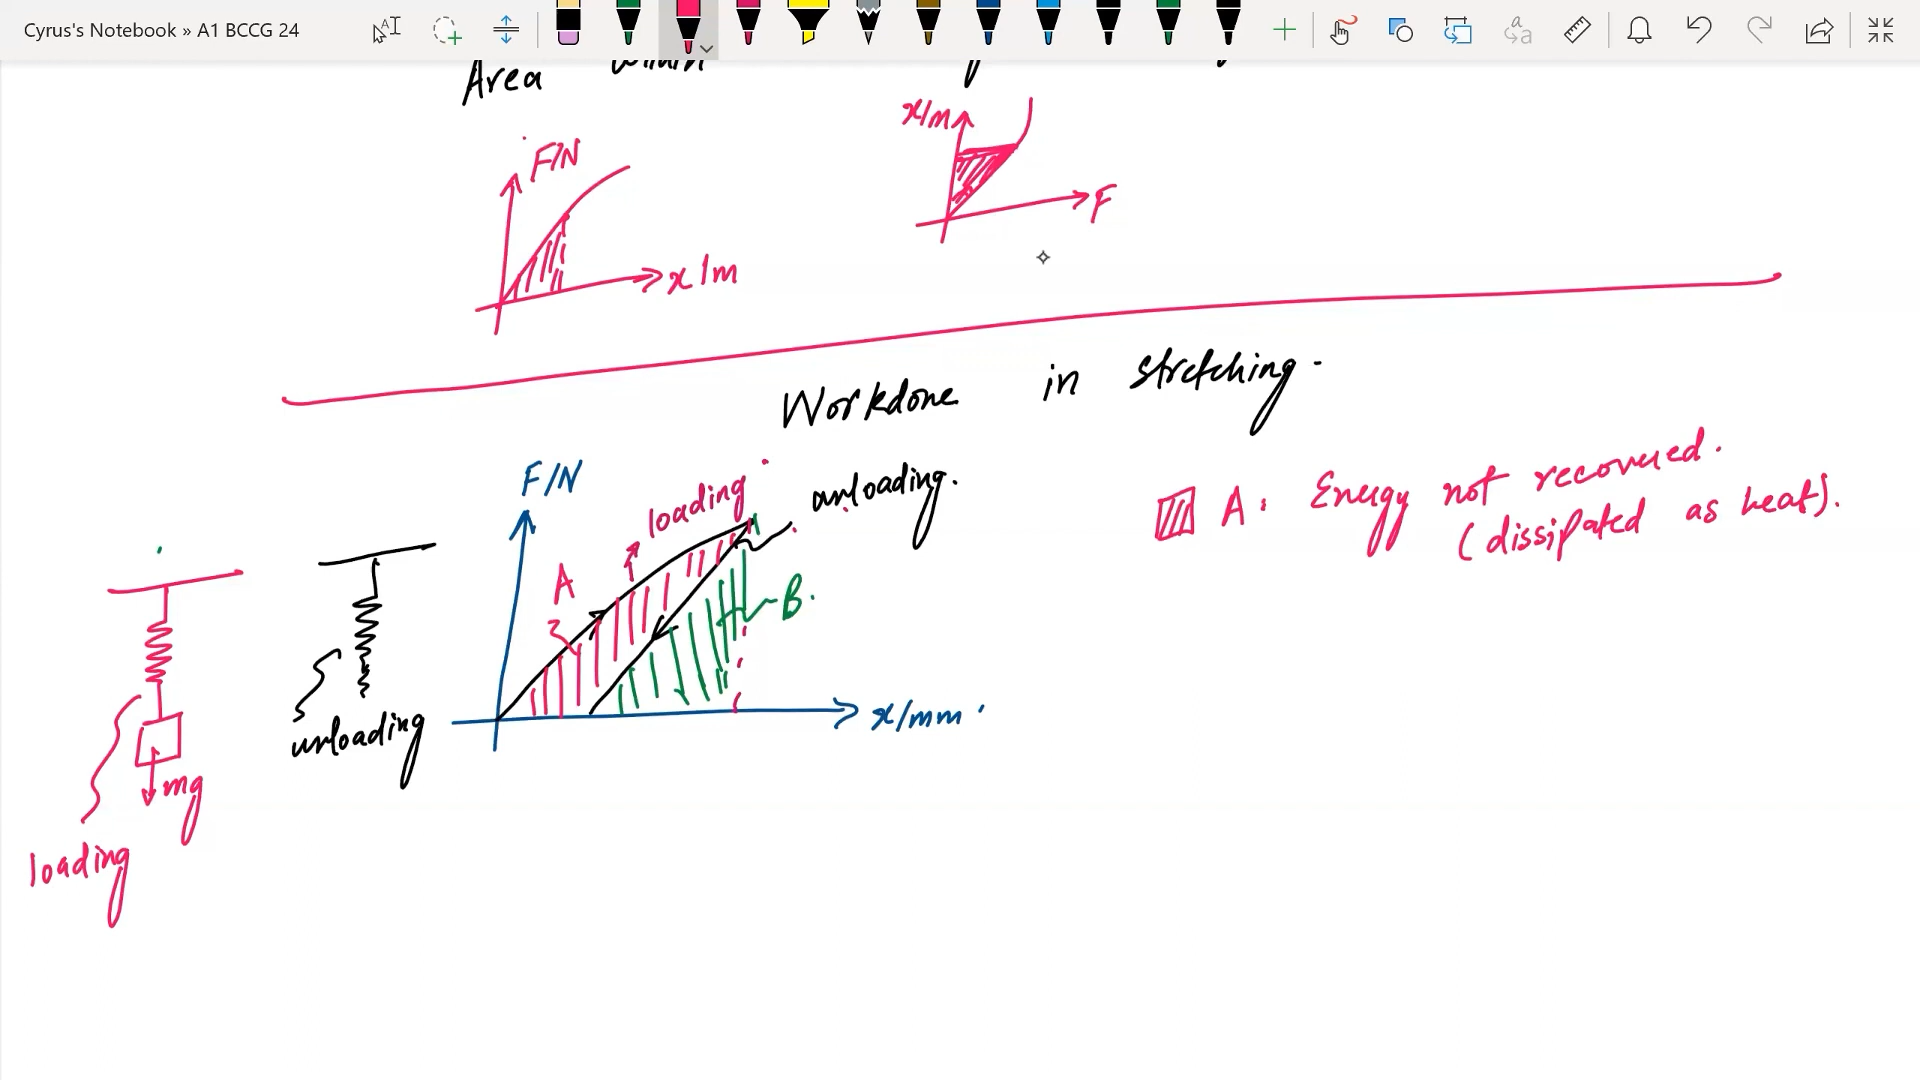 Cyrus's Notebook » A1 BCCG 24
Area within
x/m
F/N
F
x/m
Workdone in stretching.
F/N
loading
unloading.
A: Energy not recovered.
(dissipated as heat).
A
B.
unloading
x/mm
mg
loading